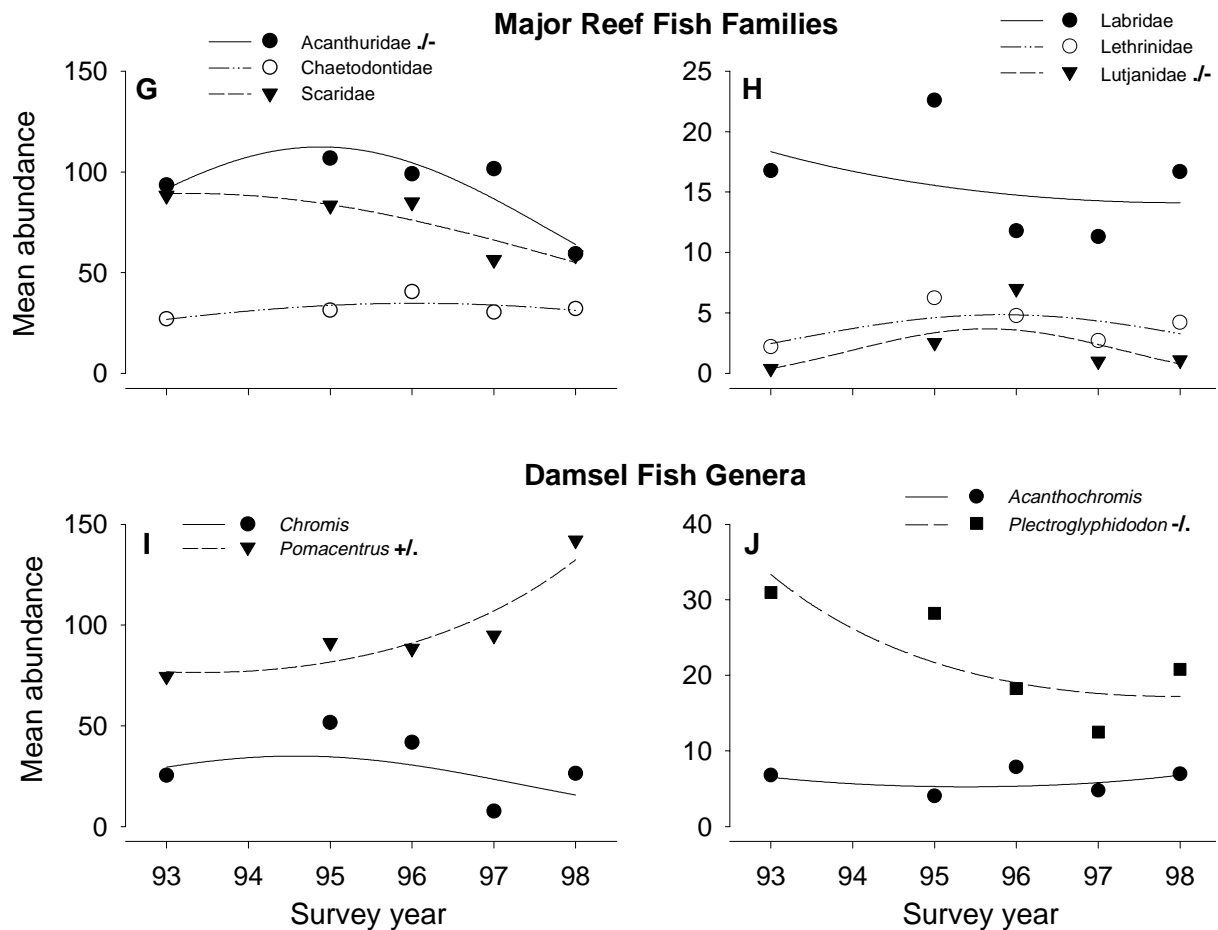 Major Reef Fish Families
Acanthuridae ./-
Chaetodontidae
Scaridae
G
150
100
50
0
Mean abundance
Labridae
Lethrinidae
Lutjanidae ./-
H
25
20
15
10
5
0
Damsel Fish Genera
Chromis
Pomacentrus +/.
I
150
100
50
0
Mean abundance
93 94 95 96 97 98
Survey year
Acanthochromis
Plectroglyphidodon -/.
J
40
30
20
10
0
93 94 95 96 97 98
Survey year